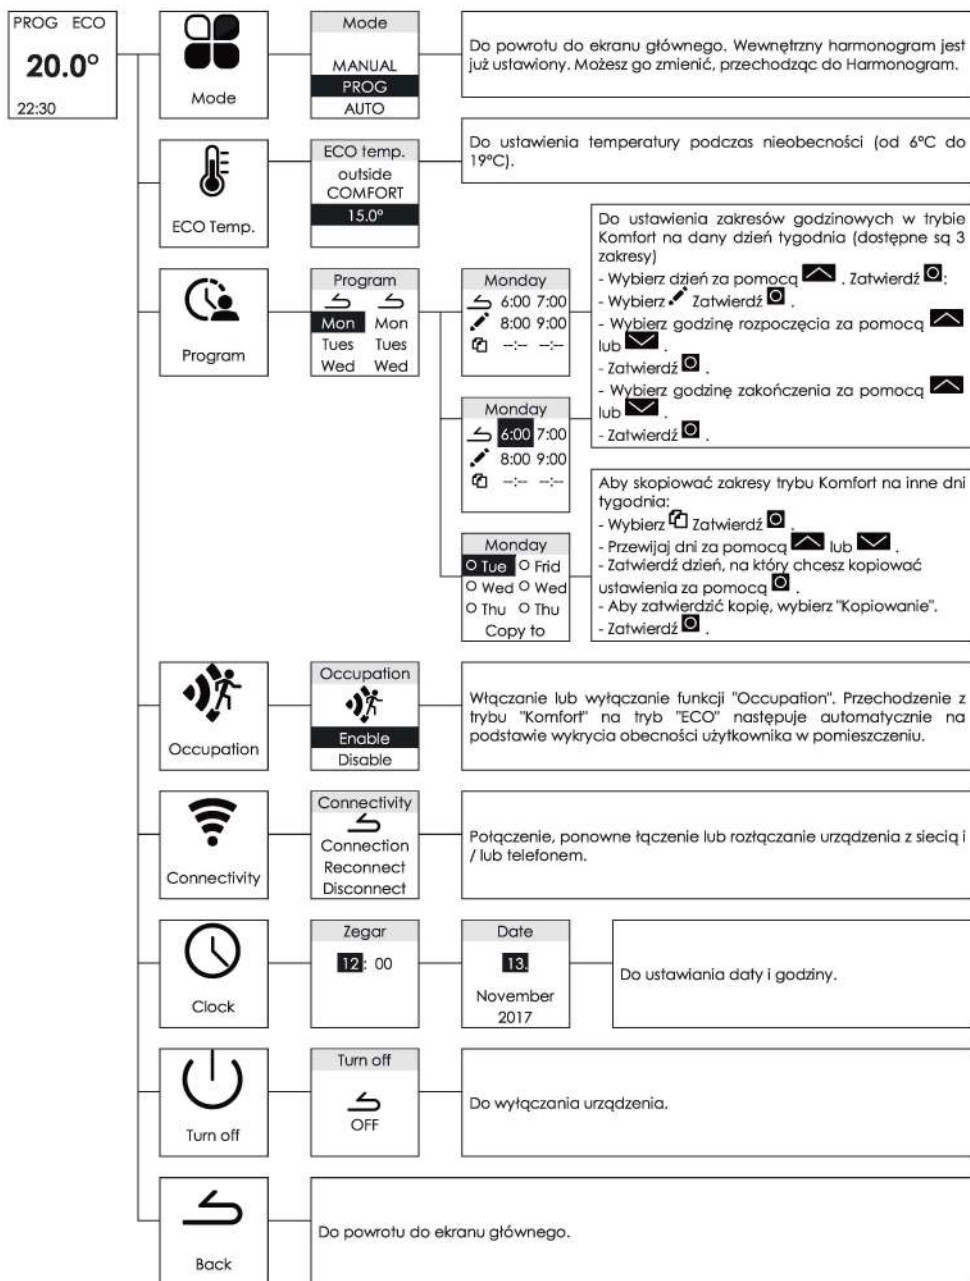 PROG ECO
20.0°
22:30
Mode
Mode
MANUAL
PROG
AUTO
Do powrotu do ekranu głównego. Wewnętrzny harmonogram jest
już ustawiony. Możesz go zmienić, przechodząc do Harmonogram.
ECO Temp.
ECO temp.
outside
COMFORT
15.0°
Do ustawienia temperatury podczas nieobecności (od 6°C do
19°C).
Program
Program
Mon Mon
Tues Tues
Wed Wed
Monday
6:00 7:00
8:00 9:00
--:-- --:--
Do ustawienia zakresów godzinowych w trybie
Komfort na dany dzień tygodnia (dostępne są 3
zakresy)
- Wybierz dzień za pomocą . Zatwierdź :
- Wybierz Zatwierdź .
- Wybierz godzinę rozpoczęcia za pomocą
lub .
- Zatwierdź .
- Wybierz godzinę zakończenia za pomocą
lub .
- Zatwierdź .
Monday
6:00 7:00
8:00 9:00
--:-- --:--
Monday
Tue Frid
Wed Wed
Thu Thu
Copy to
Aby skopiować zakresy trybu Komfort na inne dni
tygodnia:
- Wybierz Zatwierdź .
- Przewijaj dni za pomocą lub .
- Zatwierdź dzień, na który chcesz kopiować
ustawienia za pomocą .
- Aby zatwierdzić kopię, wybierz "Kopiowanie".
- Zatwierdź .
Occupation
Occupation
Enable
Disable
Włączanie lub wyłączanie funkcji "Occupation". Przechodzenie z
trybu "Komfort" na tryb "ECO" następuje automatycznie na
podstawie wykrycia obecności użytkownika w pomieszczeniu.
Connectivity
Connectivity
Connection
Reconnect
Disconnect
Połączenie, ponowne łączenie lub rozłączanie urządzenia z siecią i
/ lub telefonem.
Clock
Zegar
12: 00
Date
13.
November
2017
Do ustawiania daty i godziny.
Turn off
Turn off
OFF
Do wyłączania urządzenia.
Back
Do powrotu do ekranu głównego.